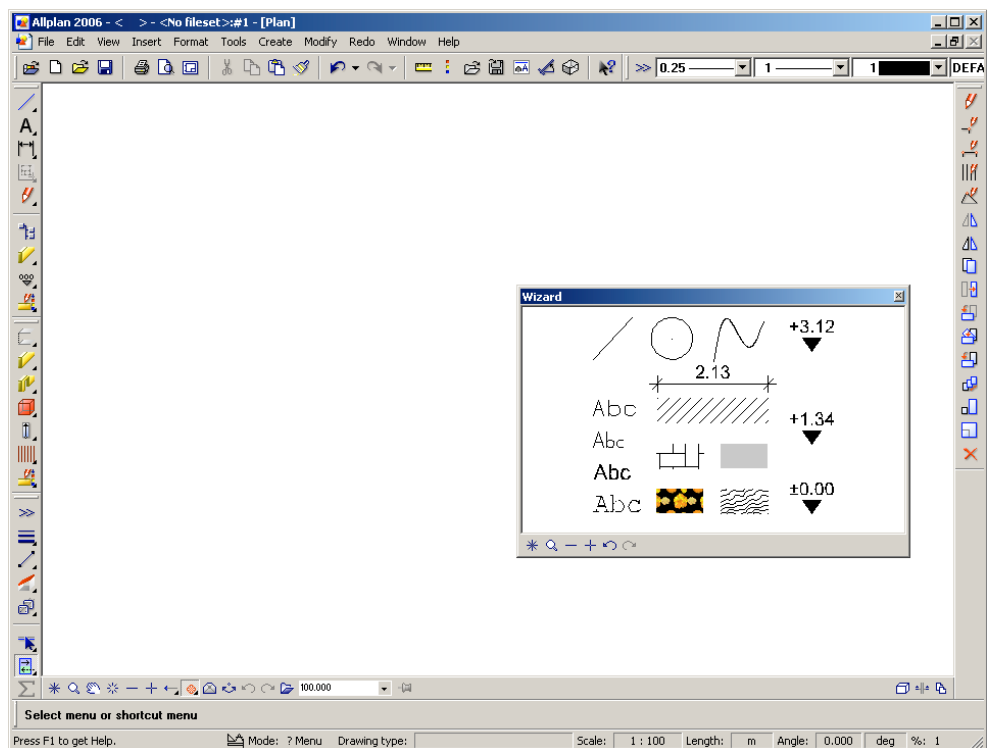 Allplan 2006 - < > - <No fileset>:#1 - [Plan]
File Edit View Insert Format Tools Create Modify Redo Window Help
>> 0.25 1 1 DEFA
A
Wizard
+3.12
2.13
Abc
+1.34
Abc
Abc
±0.00
Abc
100.000
Select menu or shortcut menu
Press F1 to get Help. Mode: ? Menu Drawing type: Scale: 1 : 100 Length: m Angle: 0.000 deg %: 1